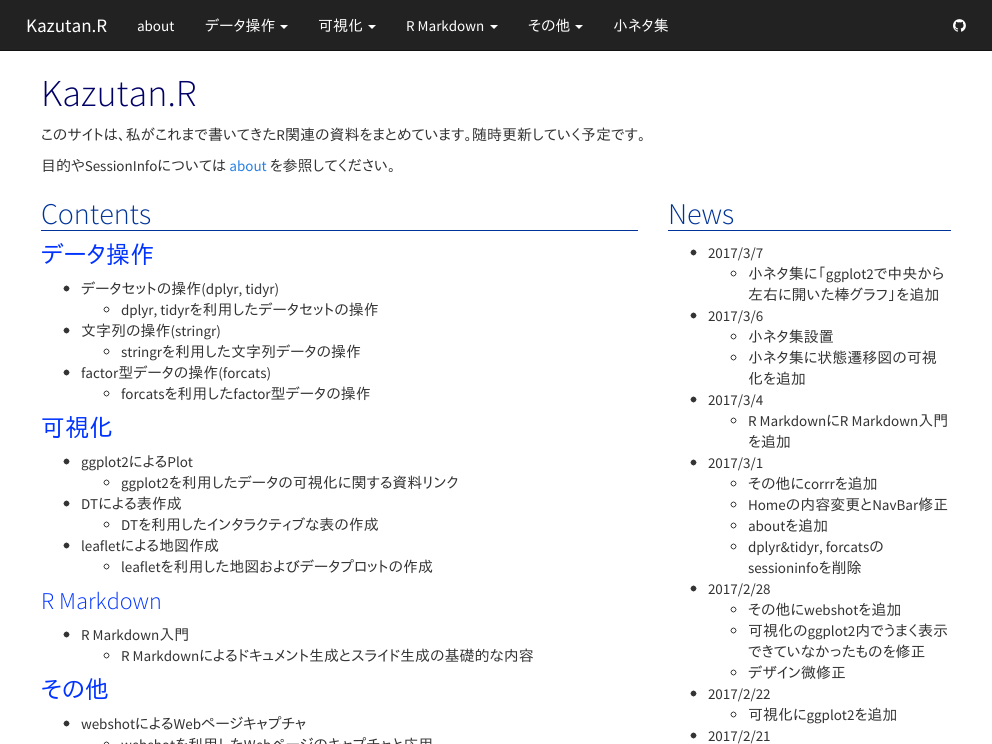 Kazutan.R about データ操作 可視化 R Markdown その他 小ネタ集
Kazutan.R
このサイトは、私がこれまで書いてきたR関連の資料をまとめています。随時更新していく予定です。
目的やSessionInfoについては about を参照してください。
Contents
データ操作
データセットの操作(dplyr, tidyr)
dplyr, tidyrを利用したデータセットの操作
文字列の操作(stringr)
stringrを利用した文字列データの操作
factor型データの操作(forcats)
forcatsを利用したfactor型データの操作
可視化
ggplot2によるPlot
ggplot2を利用したデータの可視化に関する資料リンク
DTによる表作成
DTを利用したインタラクティブな表の作成
leafletによる地図作成
leafletを利用した地図およびデータプロットの作成
R Markdown
R Markdown入門
R Markdownによるドキュメント生成とスライド生成の基礎的な内容
その他
webshotによるWebページキャプチャ
webshotを利用したWebページのキャプチャと応用
News
2017/3/7
小ネタ集に「ggplot2で中央から
左右に開いた棒グラフ」を追加
2017/3/6
小ネタ集設置
小ネタ集に状態遷移図の可視
化を追加
2017/3/4
R MarkdownにR Markdown入門
を追加
2017/3/1
その他にcorrrを追加
Homeの内容変更とNavBar修正
aboutを追加
dplyr&tidyr, forcatsの
sessioninfoを削除
2017/2/28
その他にwebshotを追加
可視化のggplot2内でうまく表示
できていなかったものを修正
デザイン微修正
2017/2/22
可視化にggplot2を追加
2017/2/21